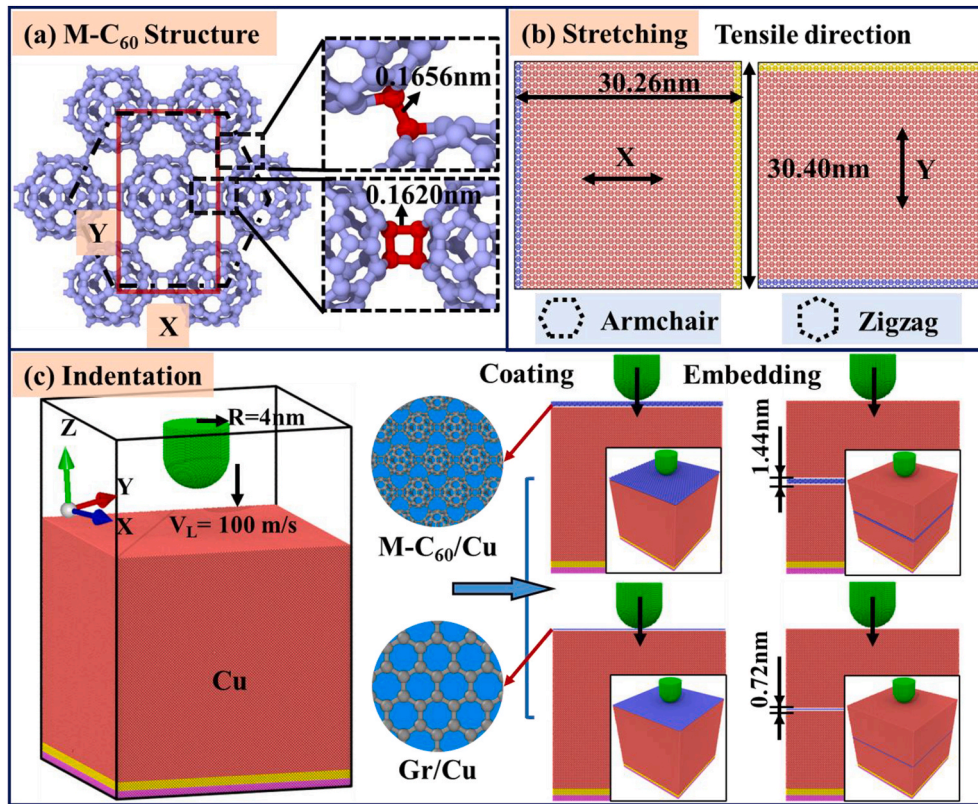 (a) M-C₆₀ Structure
0.1656nm
0.1620nm
Y
X
(b) Stretching Tensile direction
30.26nm
X
30.40nm
Y
Armchair
Zigzag
(c) Indentation
Z
Y
X
R=4nm
V_L= 100 m/s
Cu
M-C₆₀/Cu
Gr/Cu
Coating
Embedding
1.44nm
0.72nm